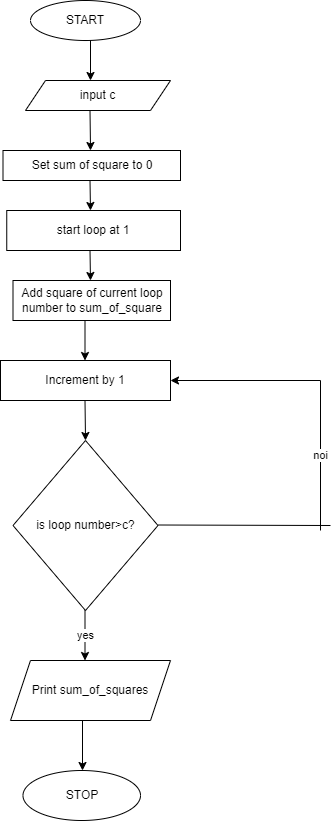 START
input c
Set sum of square to 0
start loop at 1
Add square of current loop
number to sum_of_square
Increment by 1
noi
is loop number>c?
yes
Print sum_of_squares
STOP